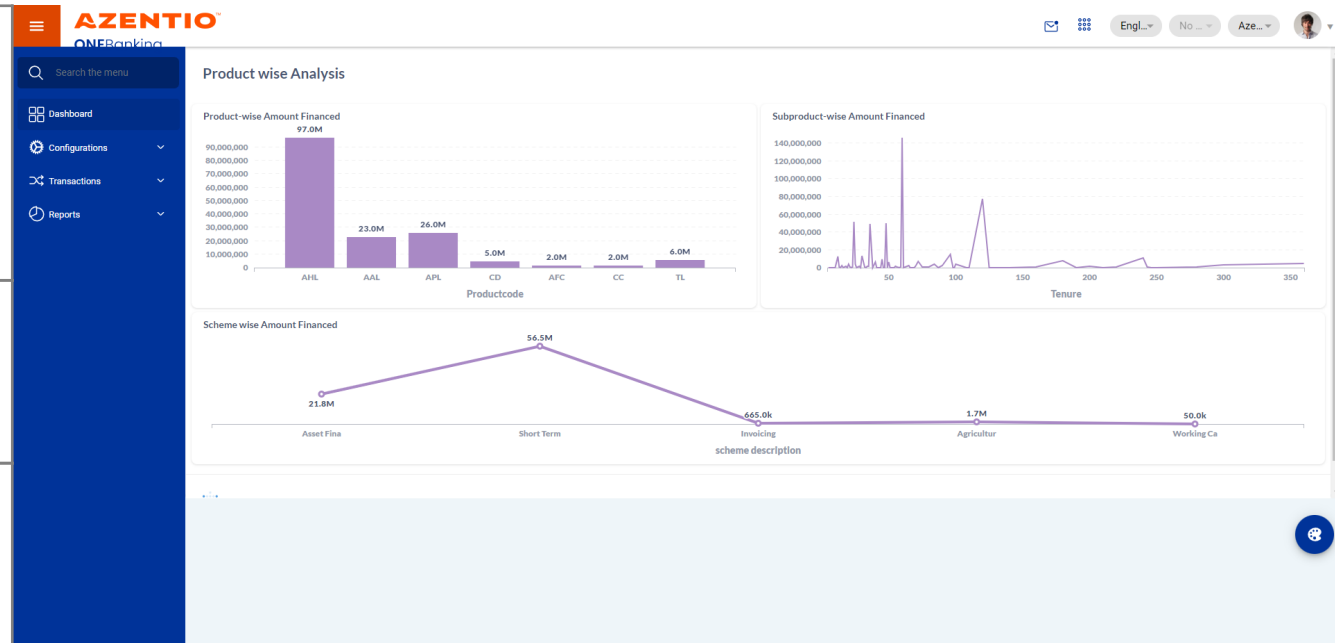 AZENTIO
ONEBanking
Engl...
No ...
Aze...
Search the menu
Dashboard
Configurations
Transactions
Reports
Product wise Analysis
Product-wise Amount Financed
97.0M
90,000,000
80,000,000
70,000,000
60,000,000
50,000,000
40,000,000
30,000,000
20,000,000
10,000,000
0
23.0M
26.0M
5.0M
2.0M
2.0M
6.0M
AHL AAL APL CD AFC CC TL
Productcode
Subproduct-wise Amount Financed
140,000,000
120,000,000
100,000,000
80,000,000
60,000,000
40,000,000
20,000,000
0
50 100 150 200 250 300 350
Tenure
Scheme wise Amount Financed
56.5M
21.8M
665.0k
1.7M
50.0k
Asset Fina Short Term Invoicing Agricultur Working Ca
scheme description